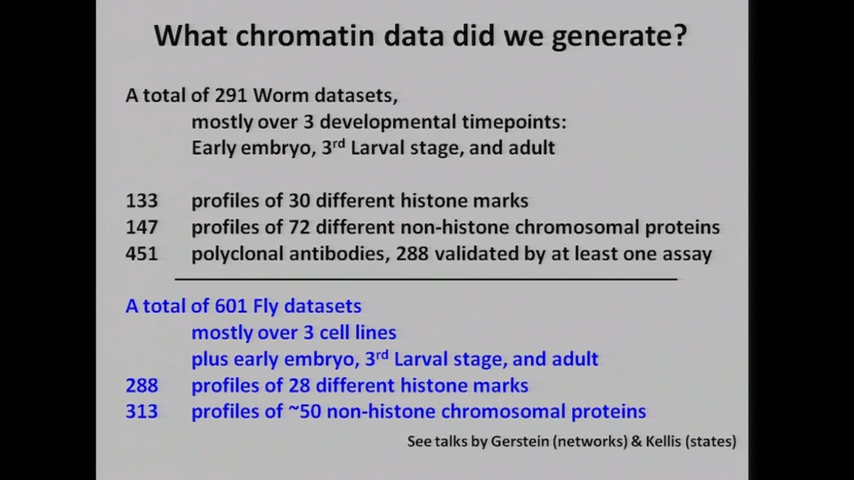 What chromatin data did we generate?
A total of 291 Worm datasets,
mostly over 3 developmental timepoints:
Early embryo, 3rd Larval stage, and adult
133 profiles of 30 different histone marks
147 profiles of 72 different non-histone chromosomal proteins
451 polyclonal antibodies, 288 validated by at least one assay
A total of 601 Fly datasets
mostly over 3 cell lines
plus early embryo, 3rd Larval stage, and adult
288 profiles of 28 different histone marks
313 profiles of ~50 non-histone chromosomal proteins
See talks by Gerstein (networks) & Kellis (states)